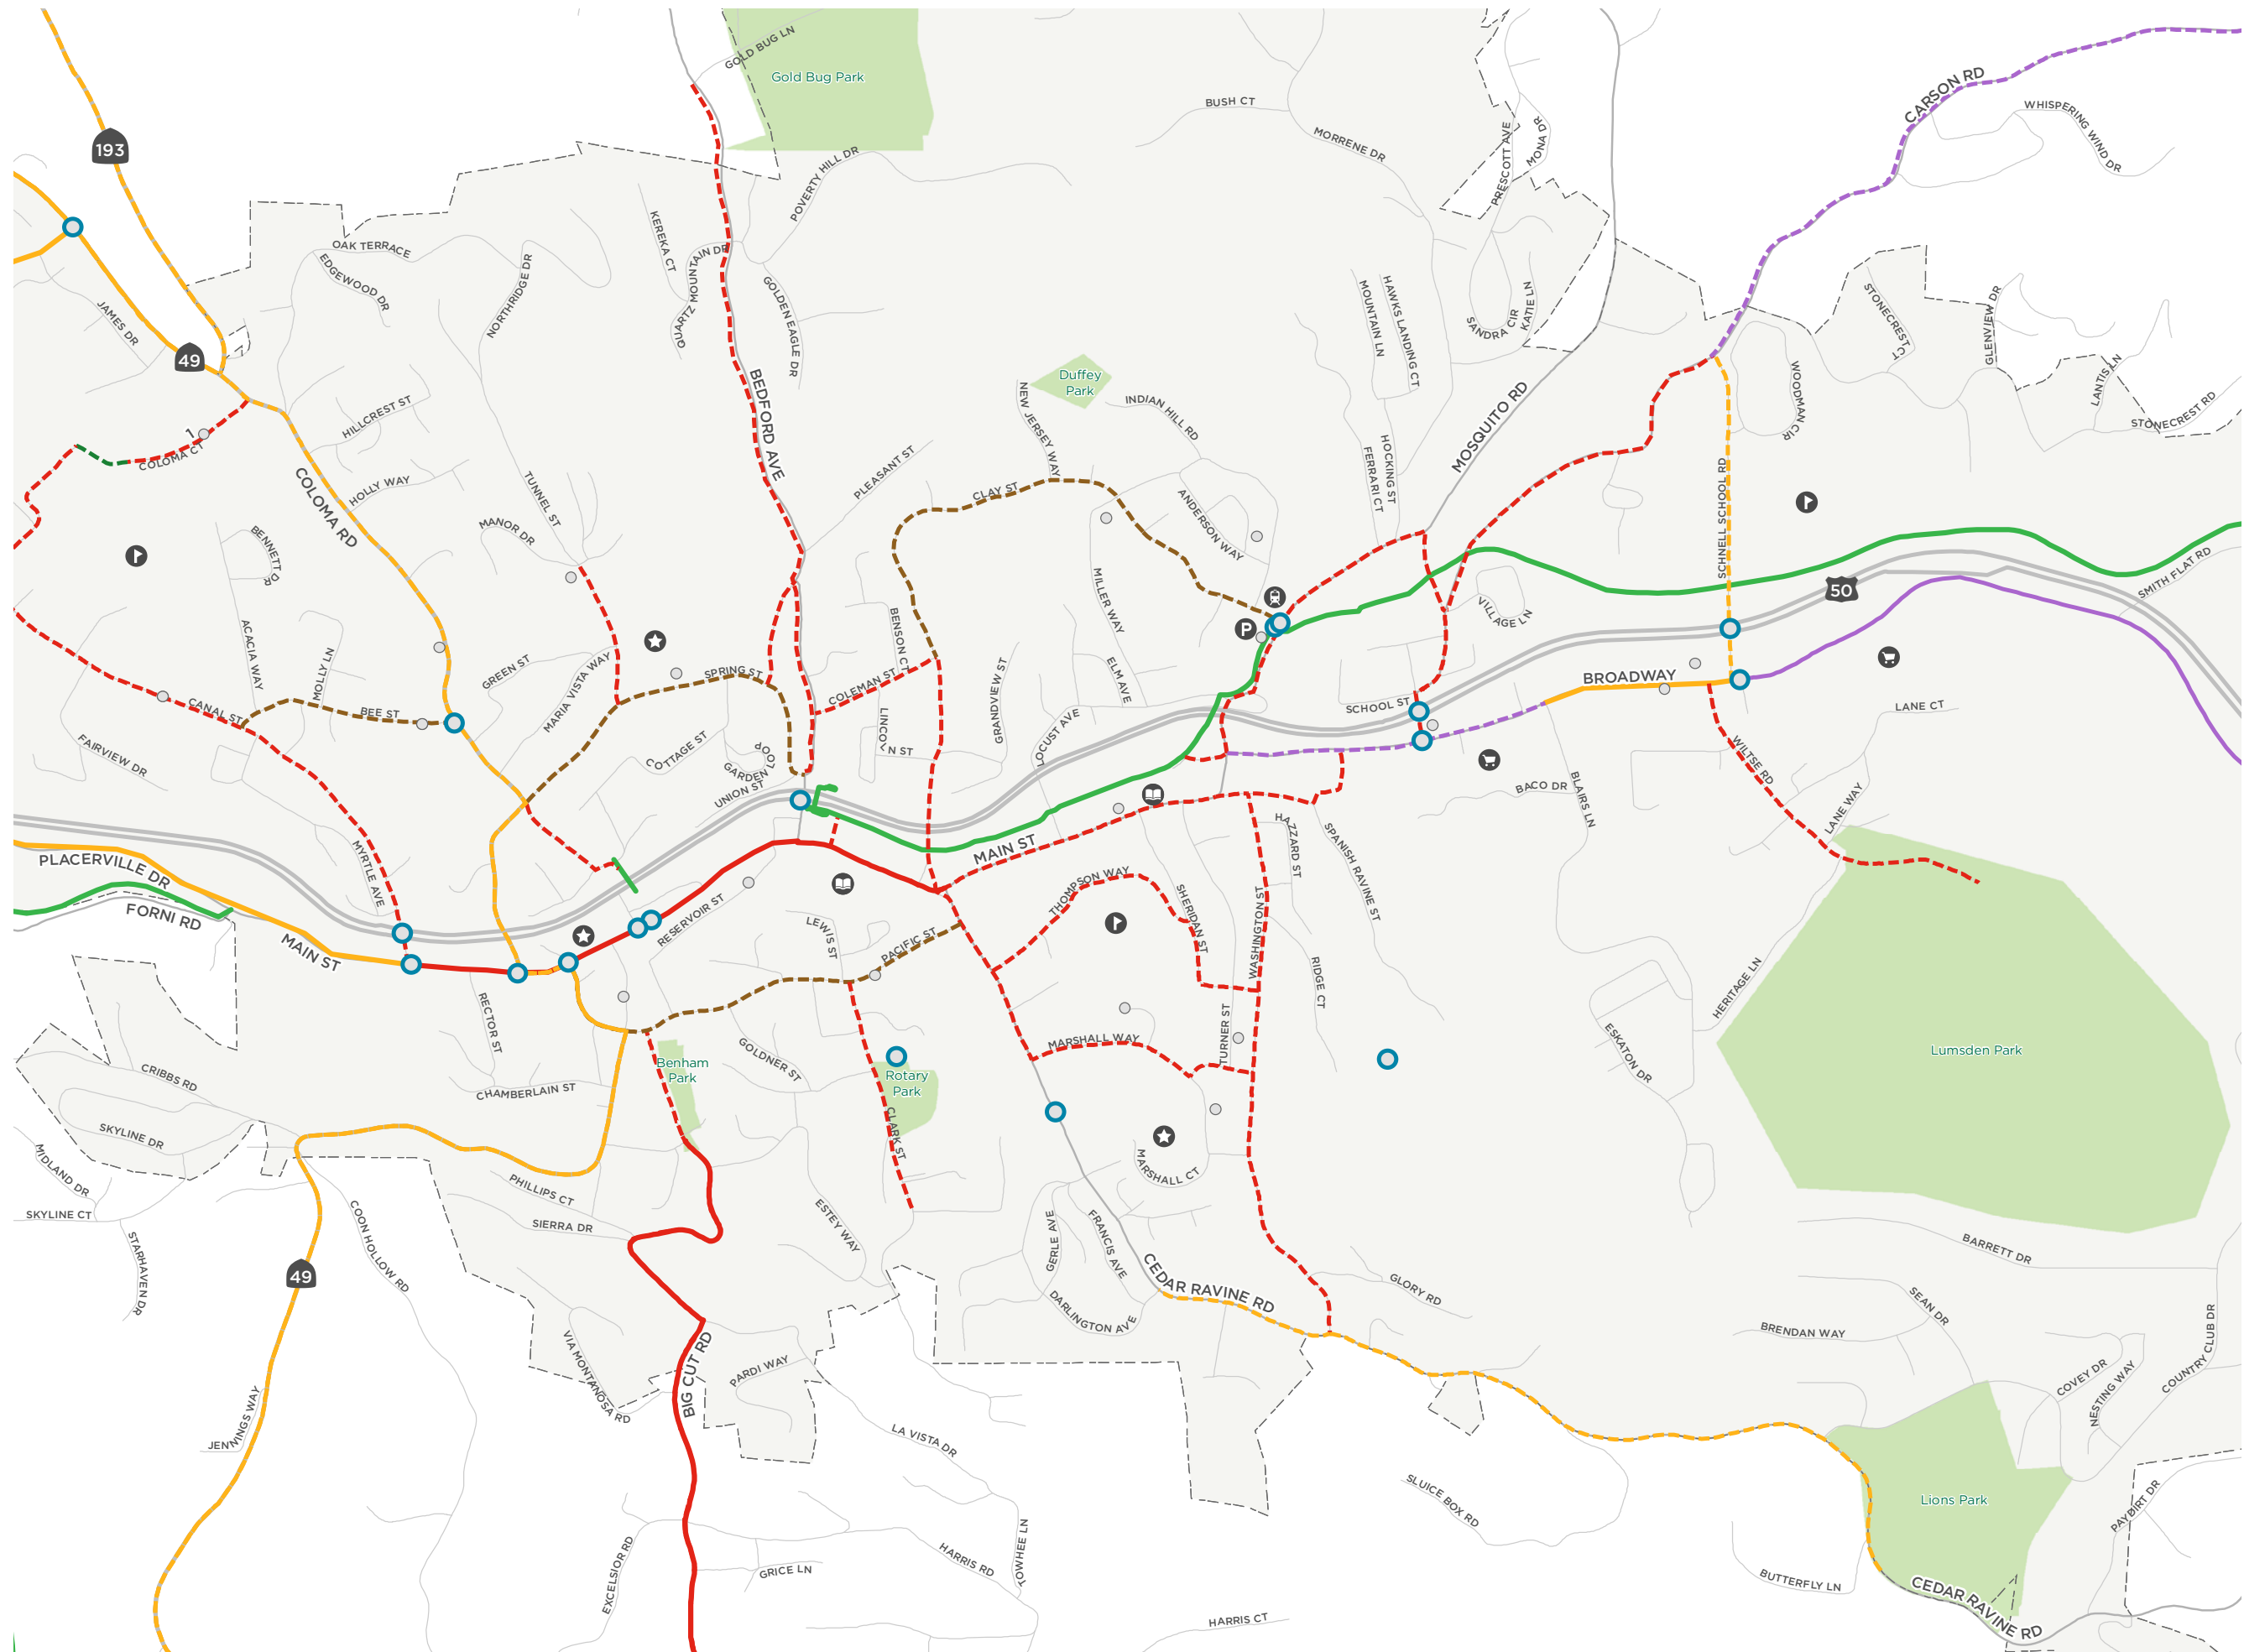 GOLD BUG LN
Gold Bug Park
CARSON RD
WHISPERING WIND DR
BUSH CT
MORRENE DR
PRESCOTT AVE
MONA DR
193
POVERTY HILL DR
KEREKA CT
OAK TERRACE
EDGEWOOD DR
NORTHRIDGE DR
QUARTZ MOUNTAIN DR
GOLDEN EAGLE DR
JAMES DR
49
MOUNTAIN LN
HAWKS LANDING CT
SANDRA CIR
KATIE LN
STONECREST CT
GLENVIEW DR
LANTIS LN
STONECREST RD
WOODMAN CIR
Duffey
Park
BEDFORD AVE
NEW JERSEY WAY
INDIAN HILL RD
MOSQUITO RD
HILLCREST ST
1
COLOMA CT
COLOMA RD
HOLLY WAY
TUNNEL ST
PLEASANT ST
CLAY ST
ANDERSON WAY
HOCKING ST
FERRARI CT
SCHNELL SCHOOL RD
MANOR DR
BENNETT DR
50
SMITH FLAT RD
MILLER WAY
VILLAGE LN
P
BENSON CT
ACACIA WAY
MOLLY LN
GREEN ST
MARIA VISTA WAY
SPRING ST
COLEMAN ST
GRANDVIEW ST
ELM AVE
BROADWAY
SCHOOL ST
CANAL ST
BEE ST
LINCOLN ST
LOCUST AVE
LANE CT
FAIRVIEW DR
COTTAGE ST
GARDEN LOOP
UNION ST
WILTSE RD
BACO DR
BLAIRS LN
LANE WAY
PLACERVILLE DR
MYRTLE AVE
MAIN ST
HAZZARD ST
SPANISH RAVINE ST
FORNI RD
THOMPSON WAY
SHERIDAN ST
WASHINGTON ST
MAIN ST
RESERVOIR ST
LEWIS ST
PACIFIC ST
RIDGE CT
HERITAGE LN
RECTOR ST
TURNER ST
MARSHALL WAY
ESKATON DR
Lumsden Park
CRIBBS RD
CHAMBERLAIN ST
Benham
Park
GOLDNER ST
Rotary
Park
CLARK ST
SKYLINE DR
MIDLAND DR
SKYLINE CT
STARHAVEN DR
COON HOLLOW RD
PHILLIPS CT
SIERRA DR
ESTEY WAY
MARSHALL CT
GERLE AVE
FRANCIS AVE
CEDAR RAVINE RD
DARLINGTON AVE
GLORY RD
BARRETT DR
SEAN DR
BRENDAN WAY
COUNTRY CLUB DR
COVEY DR
NESTING WAY
49
VIA MONTANOSA RD
BIG CUT RD
PARDI WAY
JENNINGS WAY
LA VISTA DR
SLUICE BOX RD
Lions Park
PAYDIRT DR
EXCELSIOR RD
GRICE LN
HARRIS RD
TOWHEE LN
HARRIS CT
BUTTERFLY LN
CEDAR RAVINE RD